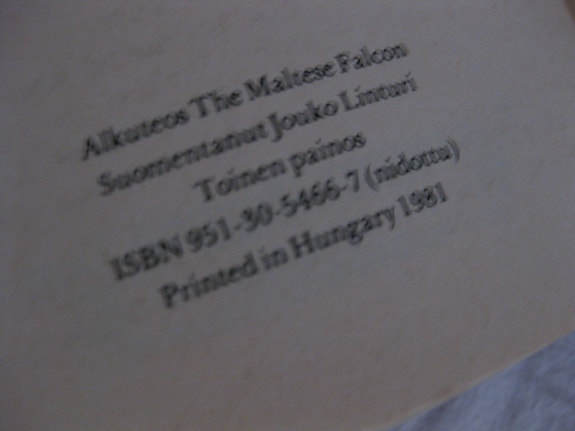 Alkuteos The Maltese Falcon
Suomentanut Jouko Linturi
Toinen painos
ISBN 951-30-5466-7 (nidottu)
Printed in Hungary 1981